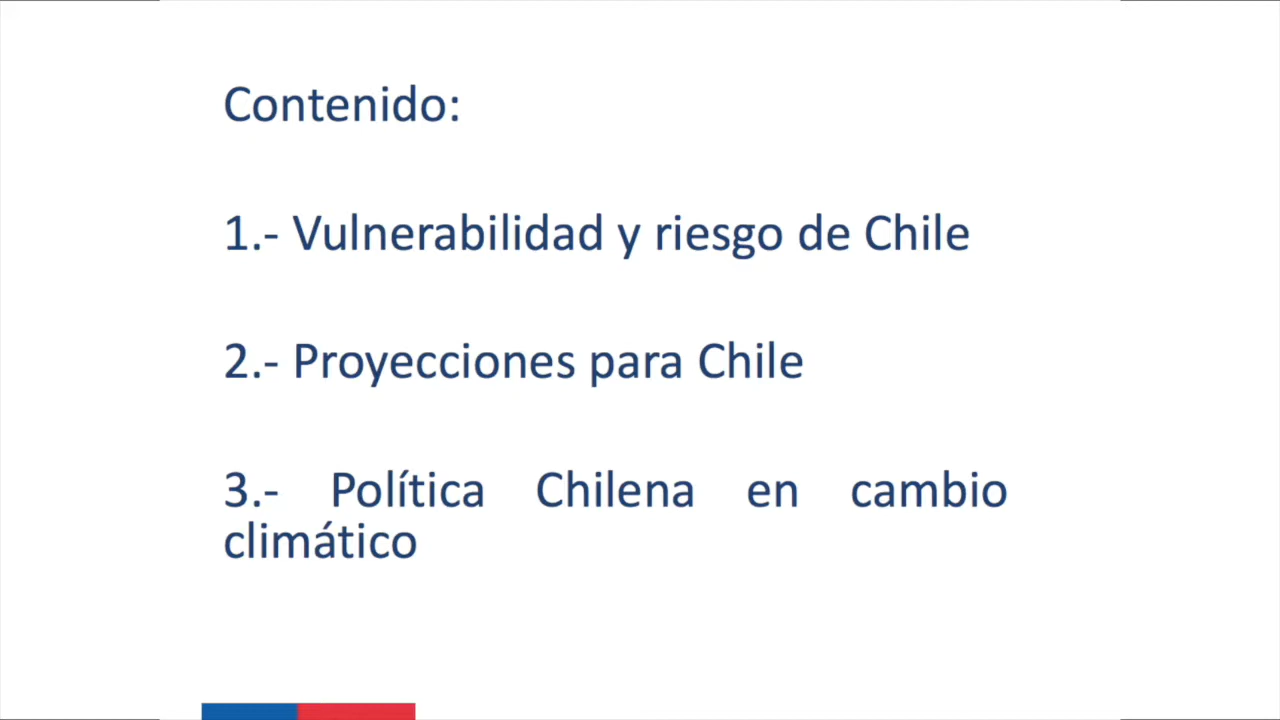 Contenido:
1.- Vulnerabilidad y riesgo de Chile
2.- Proyecciones para Chile
3.- Política Chilena en cambio
climático